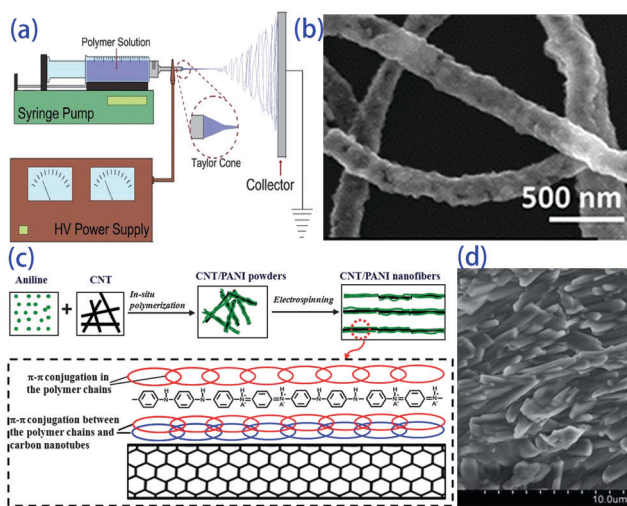 (a)
Polymer Solution
Syringe Pump
Taylor Cone
Collector
HV Power Supply
(b)
500 nm
(c)
Aniline
CNT
+
In-situ
polymerization
CNT/PANI powders
Electrospinning
CNT/PANI nanofibers
π-π conjugation in
the polymer chains
H H H H H H H H
N N N N N N N N
A' A' A' A'
π-π conjugation between
the polymer chains and
carbon nanotubes
(d)
10.0µm